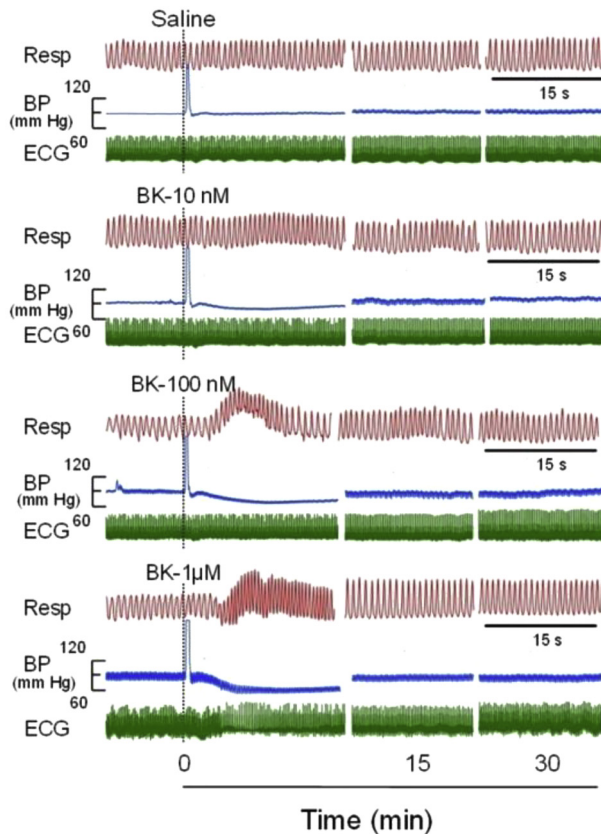 Saline
Resp
120
BP
(mm Hg)
15 s
60
ECG
BK-10 nM
Resp
120
BP
(mm Hg)
15 s
60
ECG
BK-100 nM
Resp
120
BP
(mm Hg)
15 s
60
ECG
BK-1µM
Resp
120
BP
(mm Hg)
15 s
60
ECG
0 15 30
Time (min)